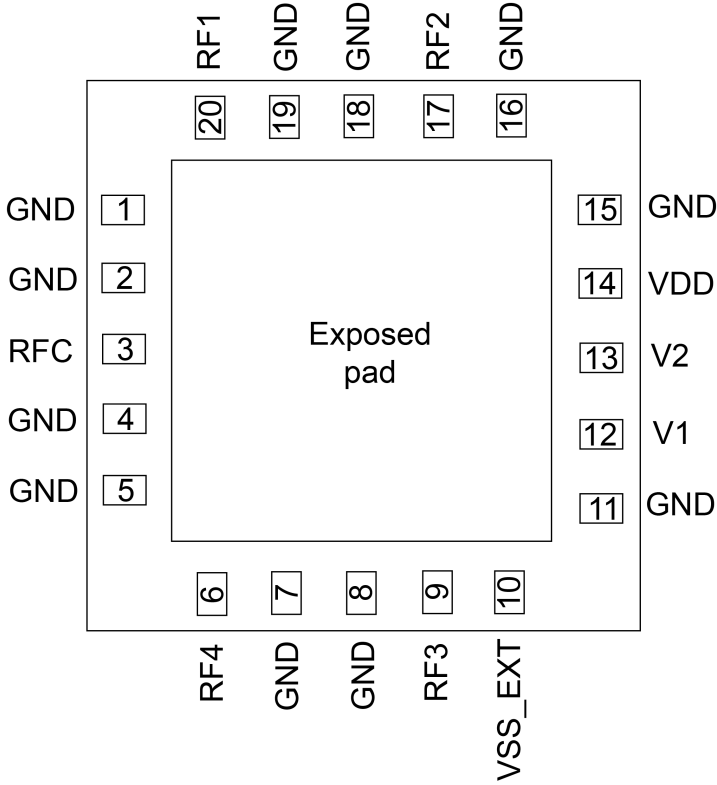 RF1
GND
GND
RF2
GND
20
19
18
17
16
GND 1
15 GND
GND 2
14 VDD
RFC 3
13 V2
Exposed
pad
GND 4
12 V1
GND 5
11 GND
6
7
8
9
10
RF4
GND
GND
RF3
VSS_EXT